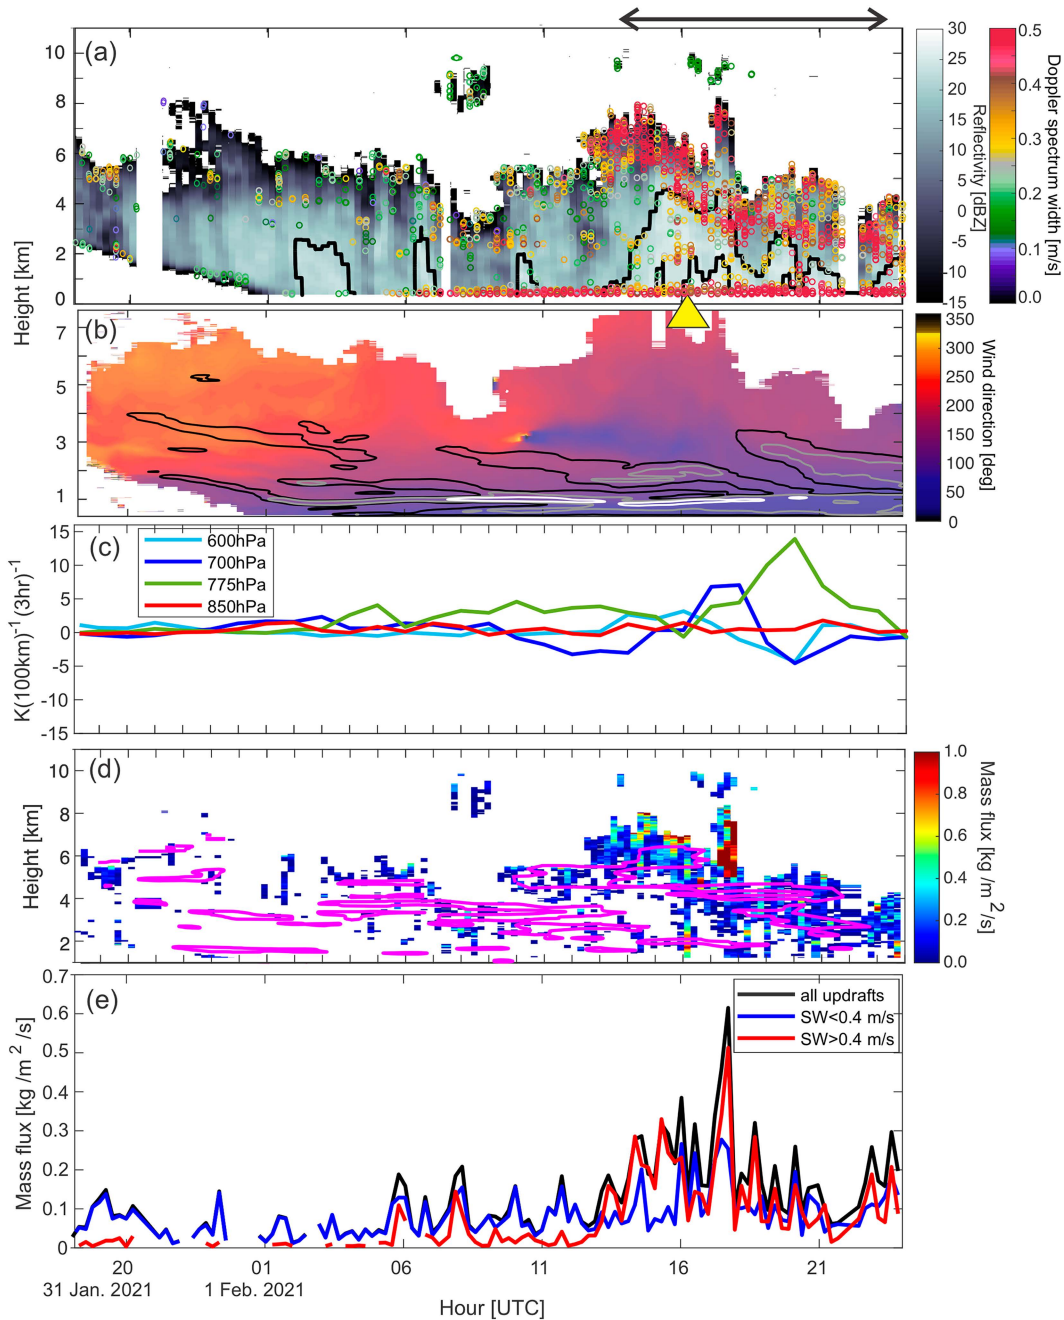 (a)
10
8
6
4
2
0
Height [km]
30
25
20
15
10
5
0
-5
-10
-15
Reflectivity [dBZ]
0.5
0.4
0.3
0.2
0.1
0.0
Doppler spectrum width [m/s]
(b)
7
5
3
1
350
300
250
200
150
100
50
0
Wind direction [deg]
(c)
15
10
5
0
-5
-10
-15
K(100km)⁻¹ (3hr)⁻¹
600hPa
700hPa
775hPa
850hPa
(d)
10
8
6
4
2
Height [km]
1.0
0.8
0.6
0.4
0.2
0.0
Mass flux [kg /m²/s]
(e)
0.7
0.6
0.5
0.4
0.3
0.2
0.1
0
Mass flux [kg /m² /s]
all updrafts
SW<0.4 m/s
SW>0.4 m/s
20 01 06 11 16 21
31 Jan. 2021 1 Feb. 2021
Hour [UTC]